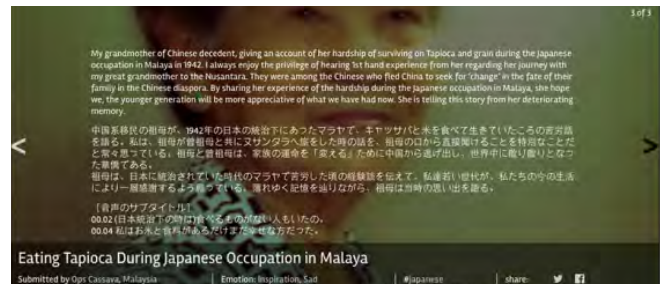 3 of 3
My grandmother of Chinese decedent, giving an account of her hardship of surviving on Tapioca and grain during the Japanese
occupation in Malaya in 1942. I always enjoy the privilege of hearing 1st hand experience from her regarding her journey with
my great grandmother to the Nusantara. They were among the Chinese who fled China to seek for 'change' in the fate of their
family in the Chinese diaspora. By sharing her experience of the hardship during the Japanese occupation in Malaya, she hope
we, the younger generation will be more appreciative of what we have had now. She is telling this story from her deteriorating
memory.
中国系移民の祖母が、1942年の日本の統治下にあったマラヤで、キャッサバと米を食べて生きていたころの苦労話
を語る。私は、祖母が曾祖母と共にヌサンタラへ旅をした時の話を、祖母の口から直接聞けることを特別なことだ
と常々思っている。祖母と曾祖母は、家族の運命を「変える」ために中国から逃げ出し、世界中に散り散りとなっ
た華僑である。
祖母は、日本に統治されていた時代のマラヤで苦労した頃の経験談を伝えて、私達若い世代が、私たちの今の生活
により一層感謝するよう願っている。薄れゆく記憶を辿りながら、祖母は当時の思い出を語る。
［音声のサブタイトル］
00.02 (日本統治下の時は)食べるものがない人もいたの。
00.04 私はお米と食料があるだけまだ幸せな方だった。
Eating Tapioca During Japanese Occupation in Malaya
Submitted by Ops Cassava, Malaysia | Emotion: Inspiration, Sad | #japanese | share: